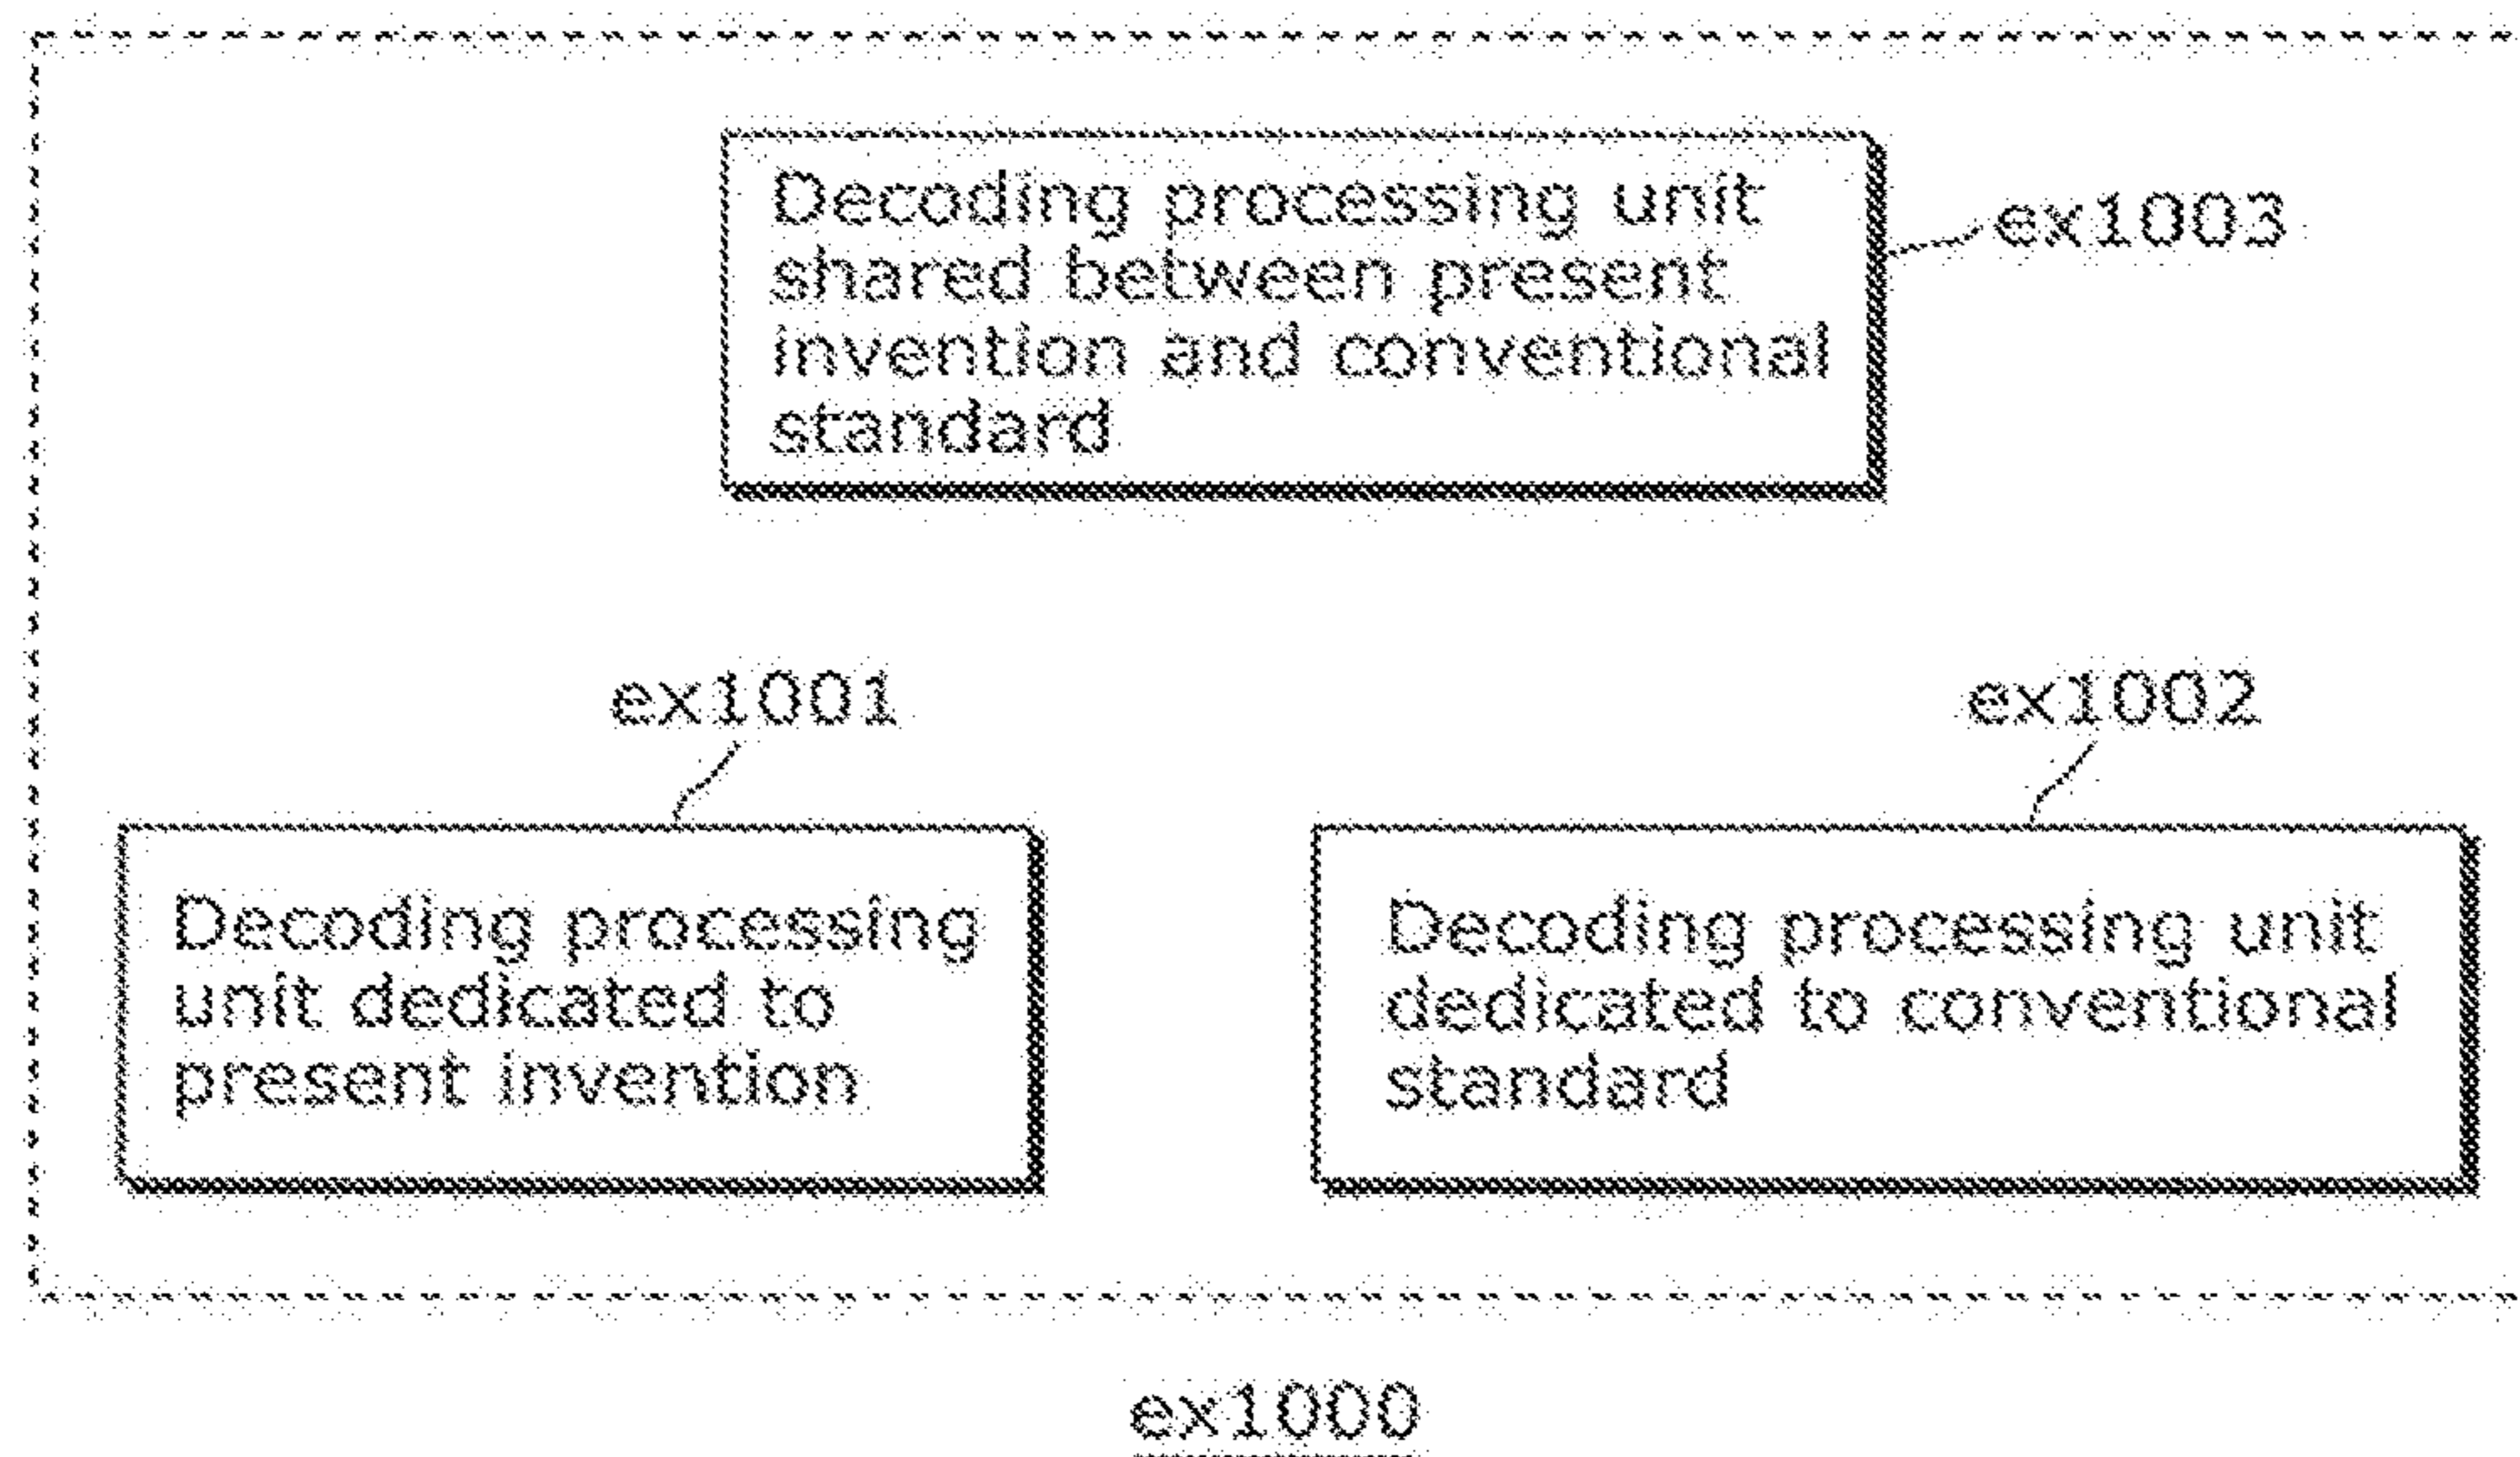 Decoding processing unit
shared between present
invention and conventional
standard
ex1003
ex1001
ex1002
Decoding processing
unit dedicated to
present invention
Decoding processing unit
dedicated to conventional
standard
ex1000